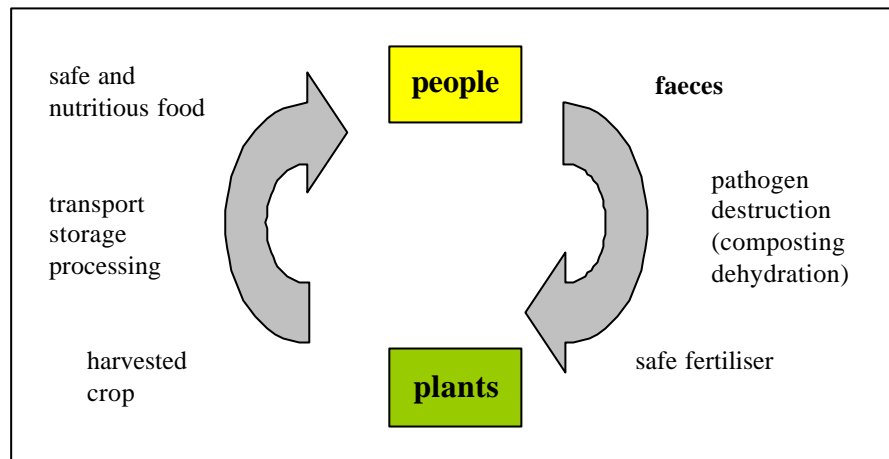 people
faeces
pathogen
destruction
(composting
dehydration)
safe fertiliser
plants
harvested
crop
transport
storage
processing
safe and
nutritious food